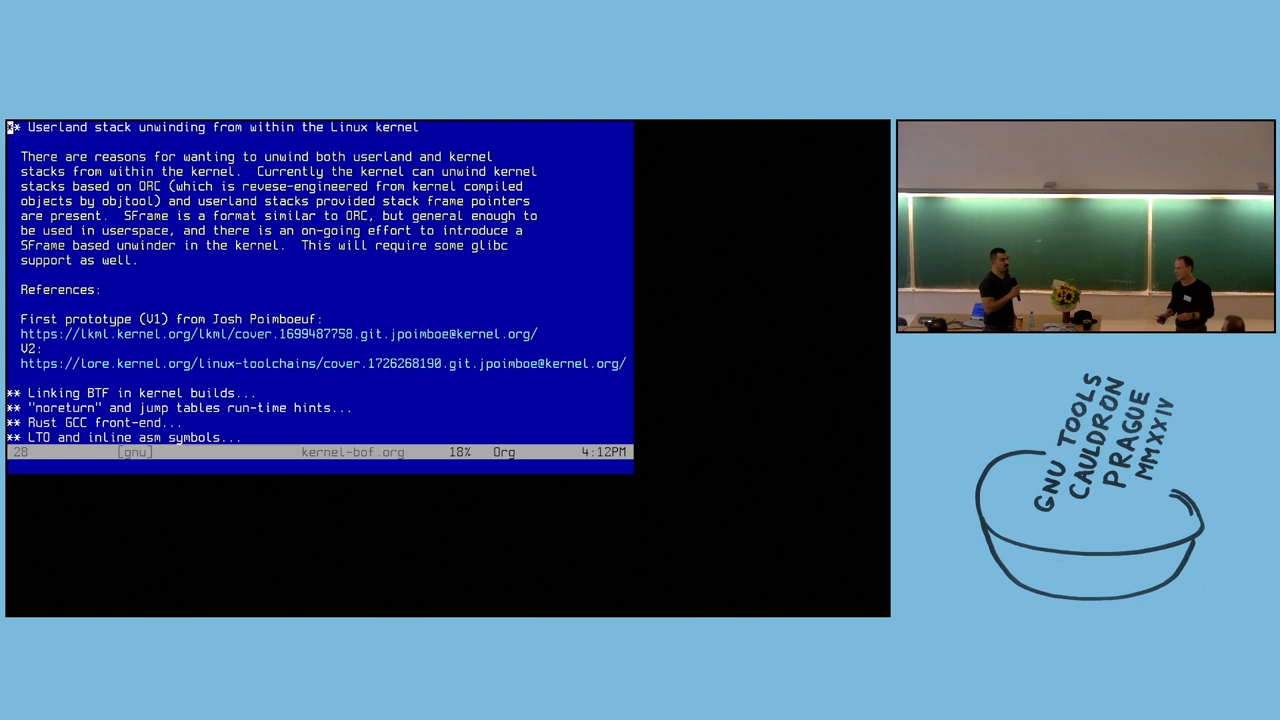 ** Userland stack unwinding from within the Linux kernel
There are reasons for wanting to unwind both userland and kernel
stacks from within the kernel.  Currently the kernel can unwind kernel
stacks based on ORC (which is revese-engineered from kernel compiled
objects by objtool) and userland stacks provided stack frame pointers
are present.  SFrame is a format similar to ORC, but general enough to
be used in userspace, and there is an on-going effort to introduce a
SFrame based unwinder in the kernel.  This will require some glibc
support as well.
References:
First prototype (V1) from Josh Poimboeuf:
https://lkml.kernel.org/lkml/cover.1699487758.git.jpoimboe@kernel.org/
V2:
https://lore.kernel.org/linux-toolchains/cover.1726268190.git.jpoimboe@kernel.org/
** Linking BTF in kernel builds...
** "noreturn" and jump tables run-time hints...
** Rust GCC front-end...
** LTO and inline asm symbols...
28 [gnu] kernel-bof.org 18% Org 4:12PM
GNU TOOLS
CAULDRON
PRAGUE
MMXXIV